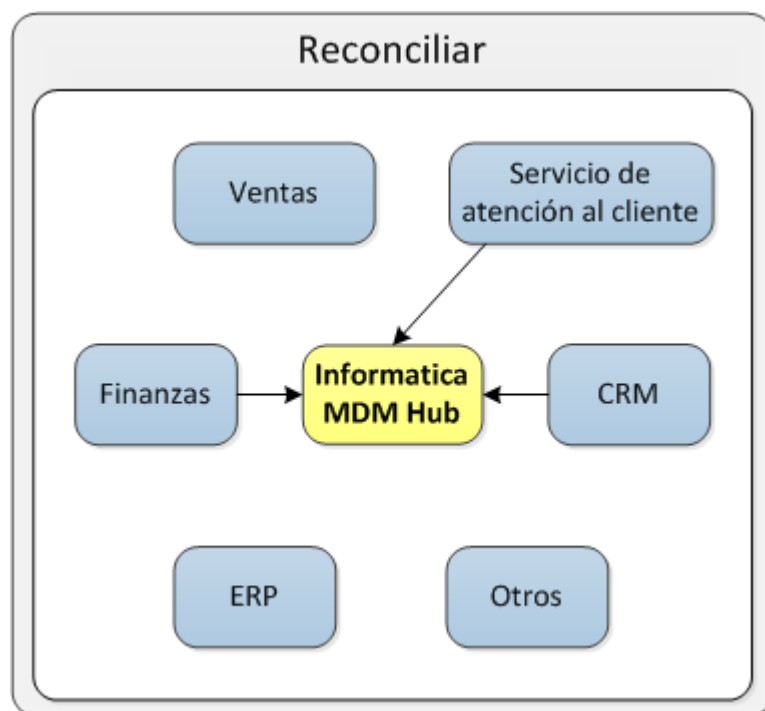 Reconciliar
Ventas
Servicio de
atención al cliente
Finanzas
Informatica
MDM Hub
CRM
ERP
Otros